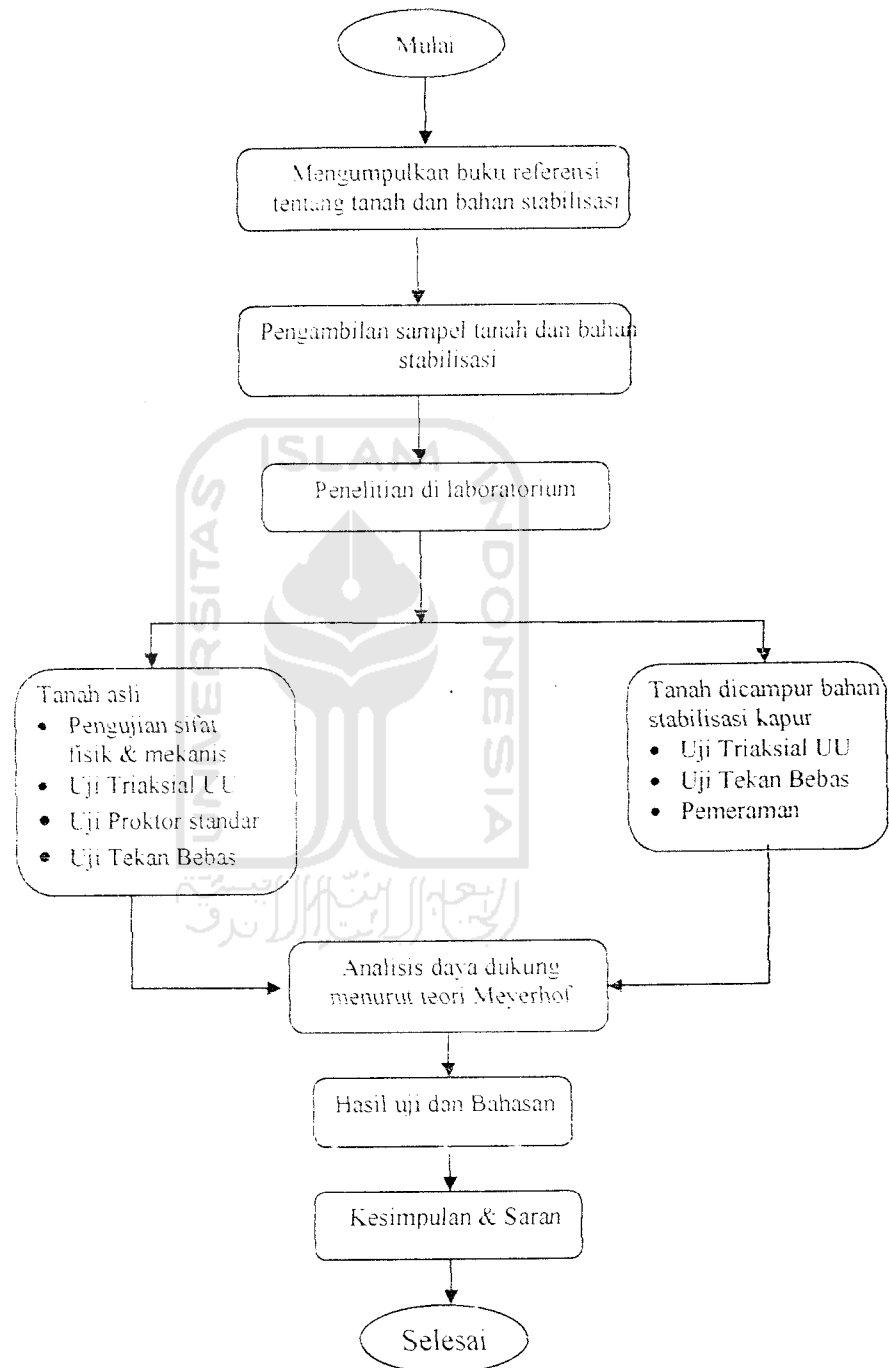 Mulai
Mengumpulkan buku referensi
tentang tanah dan bahan stabilisasi
Pengambilan sampel tanah dan bahan
stabilisasi
Penelitian di laboratorium
Tanah asli
• Pengujian sifat
fisik & mekanis
• Uji Triaksial UU
• Uji Proktor standar
• Uji Tekan Bebas
Tanah dicampur bahan
stabilisasi kapur
• Uji Triaksial UU
• Uji Tekan Bebas
• Pemeraman
Analisis daya dukung
menurut teori Meyerhof
Hasil uji dan Bahasan
Kesimpulan & Saran
Selesai
UNIVERSITAS
ISLAM
INDONESIA